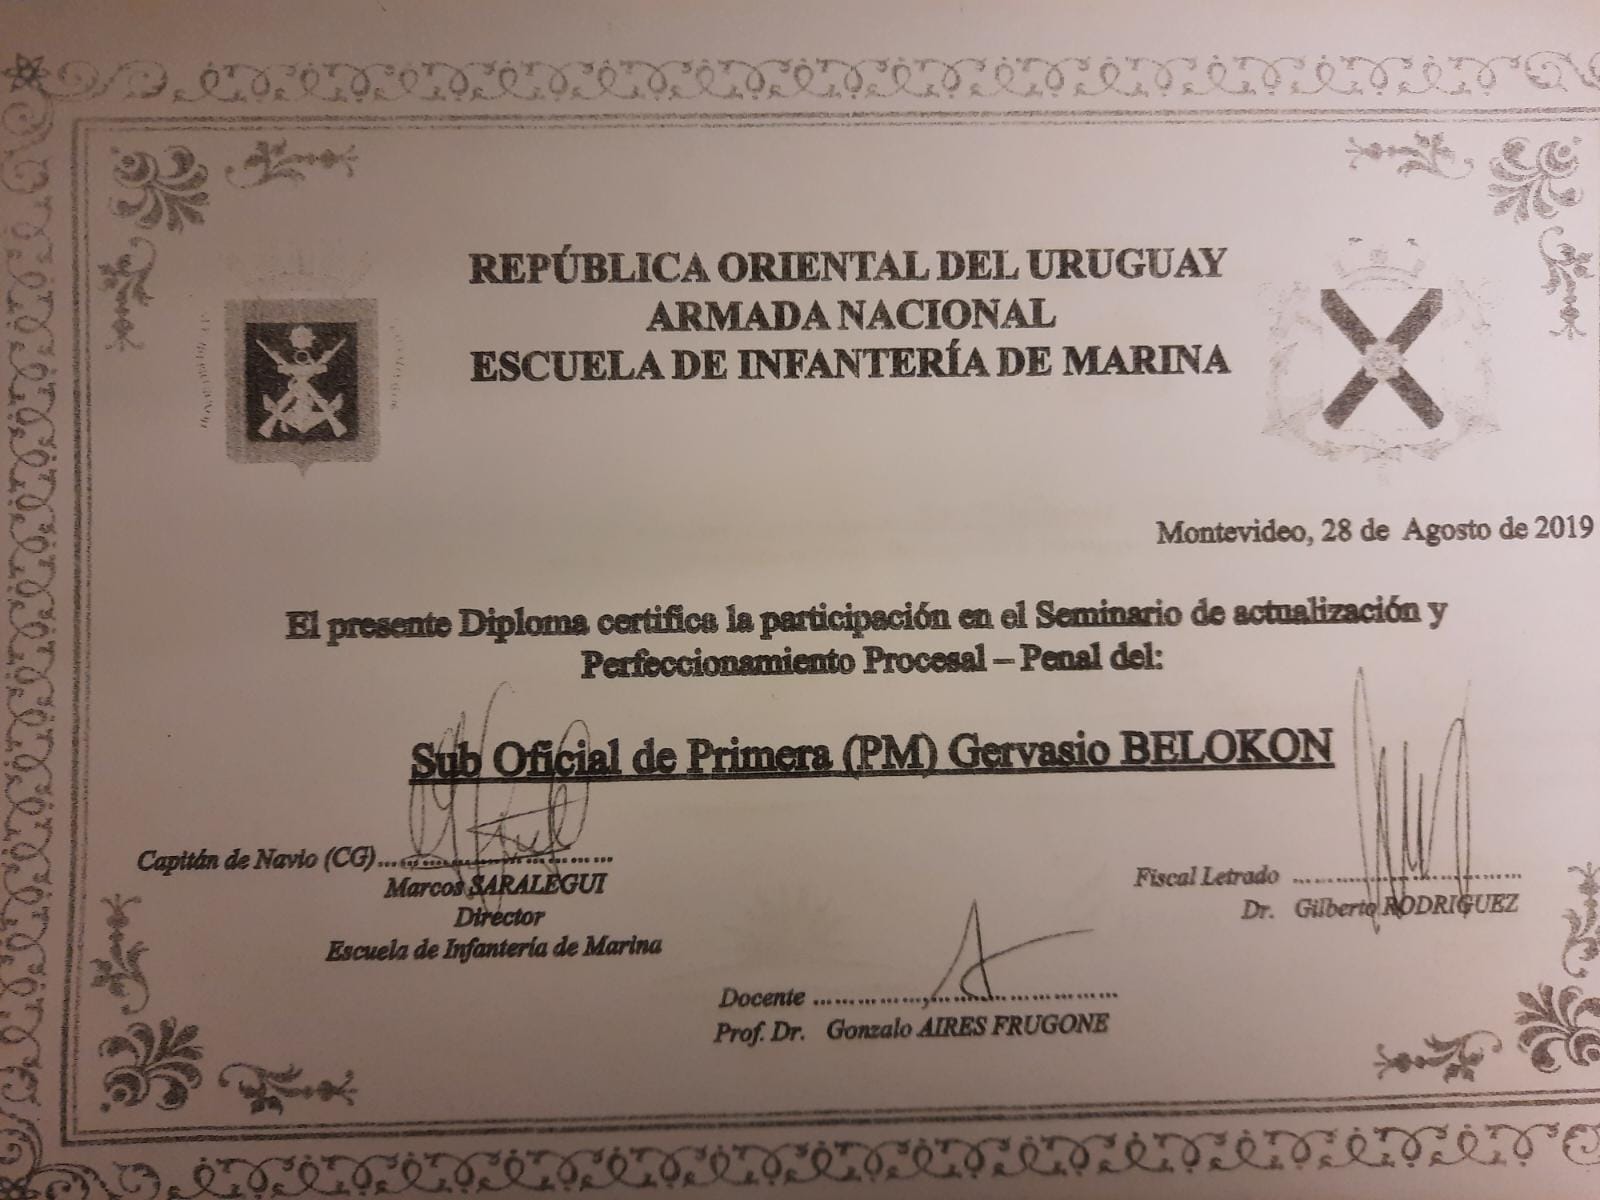 REPÚBLICA ORIENTAL DEL URUGUAY
ARMADA NACIONAL
ESCUELA DE INFANTERÍA DE MARINA
Montevideo, 28 de Agosto de 2019
El presente Diploma certifica la participación en el Seminario de actualización y
Perfeccionamiento Procesal – Penal del:
Sub Oficial de Primera (PM) Gervasio BELOKON
Capitán de Navio (CG)....................................
Marcos SARALEGUI
Director
Escuela de Infantería de Marina
Fiscal Letrado ....................................
Dr. Gilberto RODRIGUEZ
Docente ................................................
Prof. Dr. Gonzalo AIRES FRUGONE